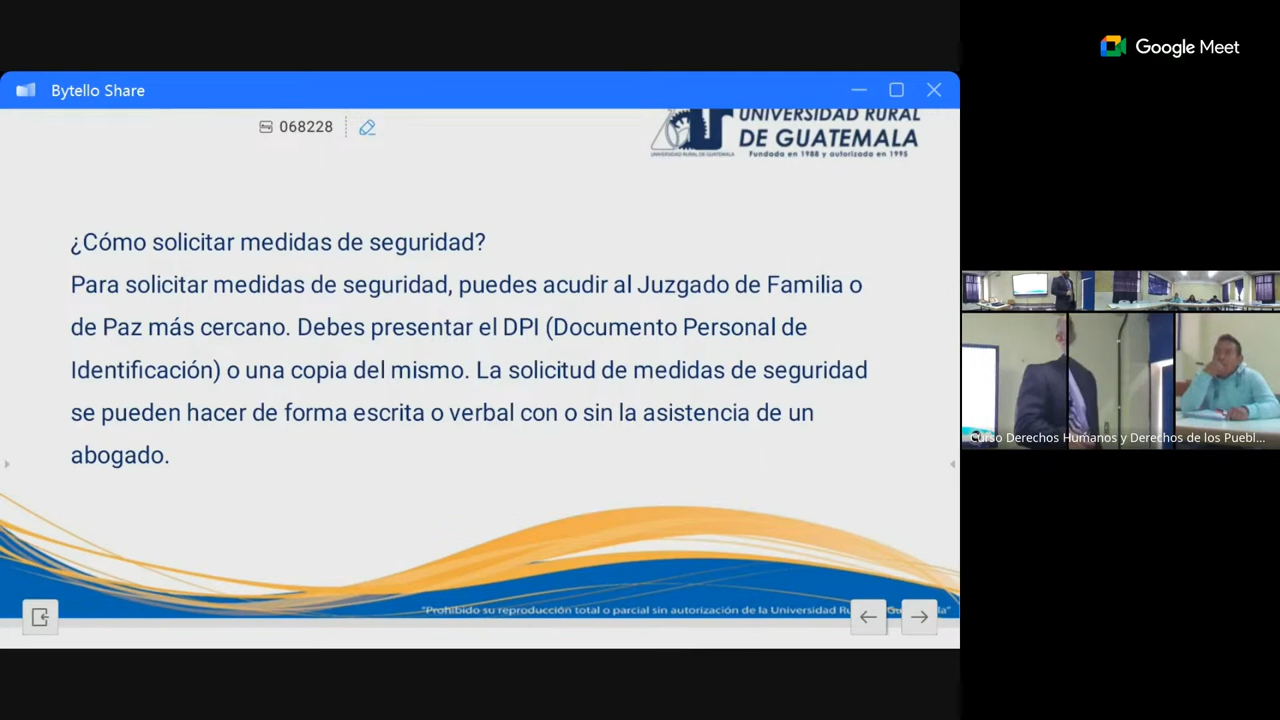 Google Meet
Bytello Share
068228
UNIVERSIDAD RURAL
DE GUATEMALA
Fundada en 1988 y autorizada en 1995
UNIVERSIDAD RURAL DE GUATEMALA
¿Cómo solicitar medidas de seguridad?
Para solicitar medidas de seguridad, puedes acudir al Juzgado de Familia o
de Paz más cercano. Debes presentar el DPI (Documento Personal de
Identificación) o una copia del mismo. La solicitud de medidas de seguridad
se pueden hacer de forma escrita o verbal con o sin la asistencia de un
abogado.
"Prohibido su reproducción total o parcial sin autorización de la Universidad
Curso Derechos Humanos y Derechos de los Puebl...